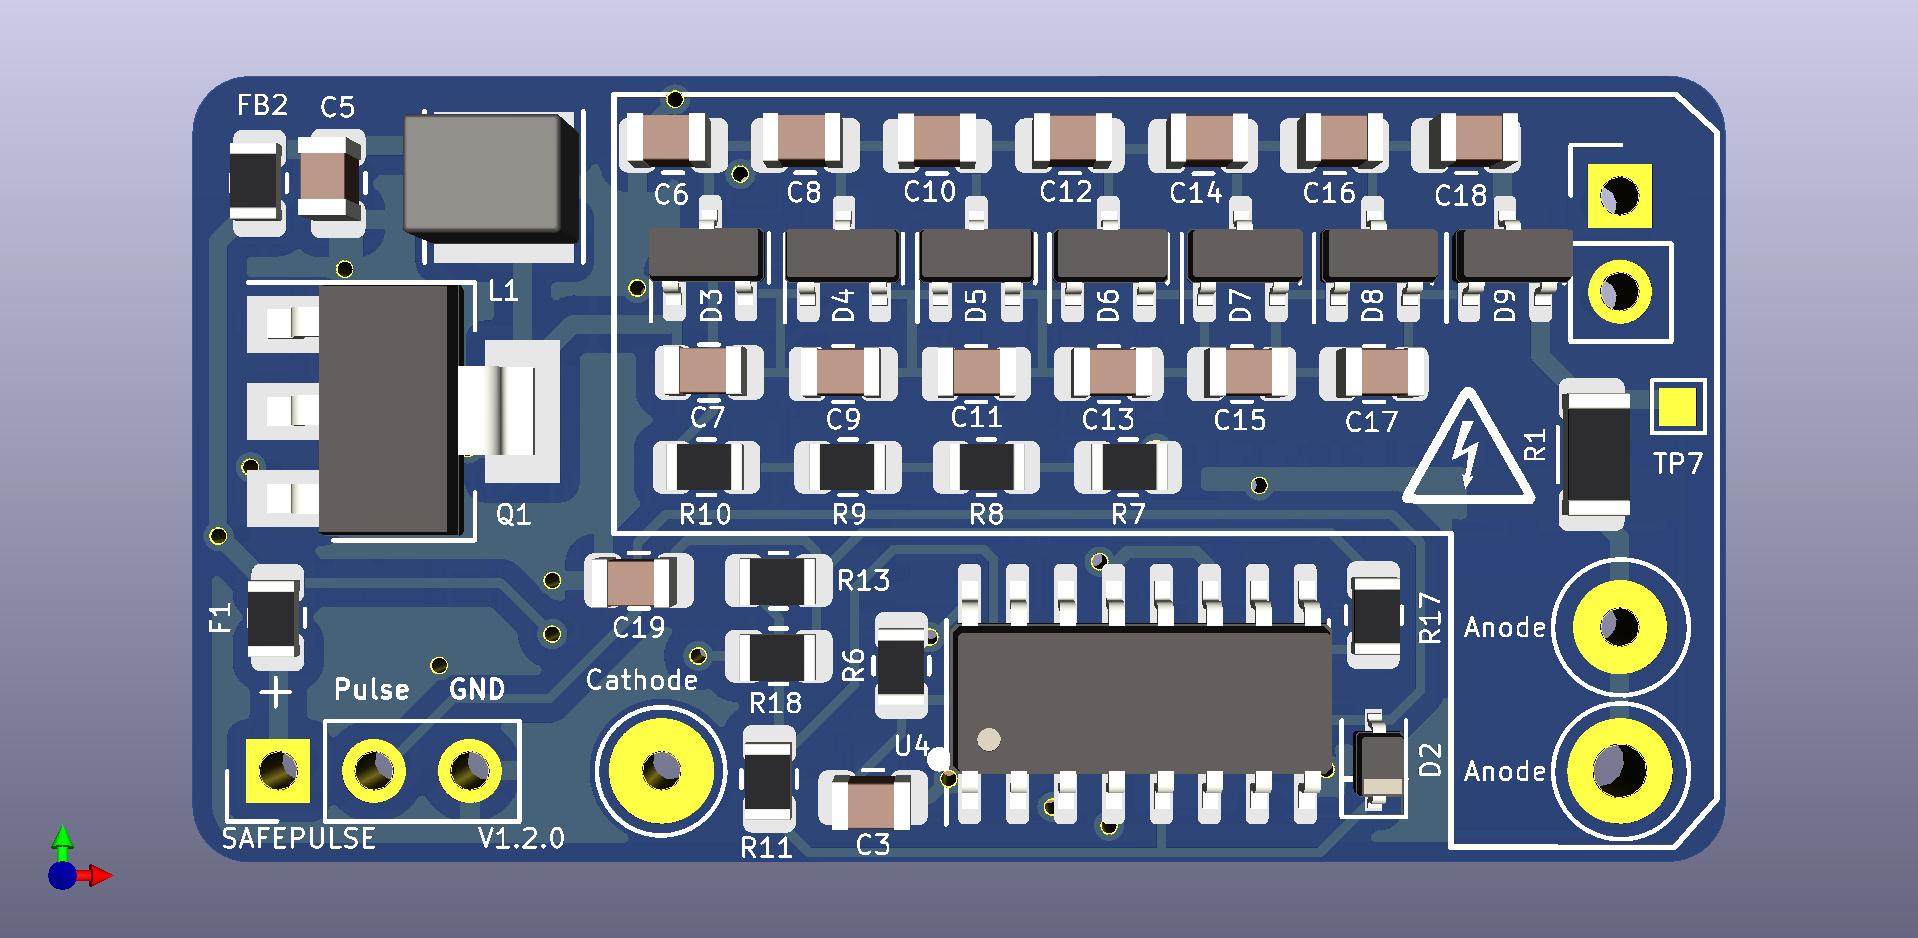 FB2 C5
C6 C8 C10 C12 C14 C16 C18
L1
D3 D4 D5 D6 D7 D8 D9
C7 C9 C11 C13 C15 C17
R1
TP7
Q1
R10 R9 R8 R7
F1
C19
R13
R17
Anode
Cathode
R18
R6
+
Pulse GND
U4
D2
Anode
SAFEPULSE V1.2.0
R11 C3